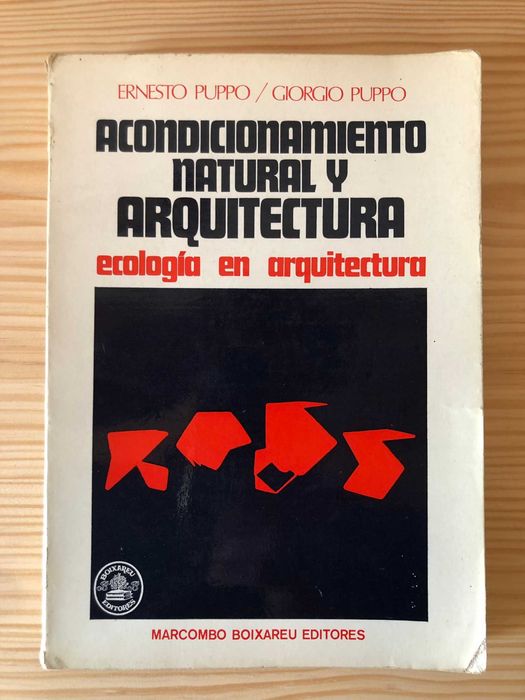 ERNESTO PUPPO / GIORGIO PUPPO
ACONDICIONAMIENTO
NATURAL Y
ARQUITECTURA
ecología en arquitectura
BOIXAREU
EDITORES
MARCOMBO BOIXAREU EDITORES